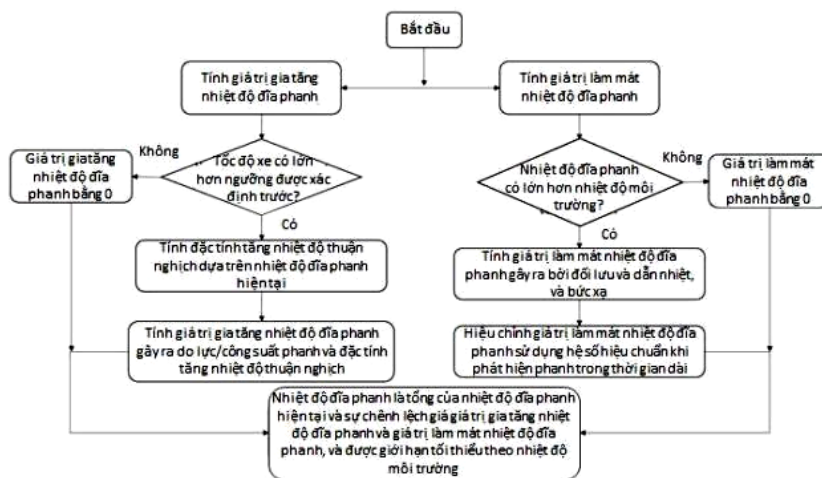 Bắt đầu
Tính giá trị gia tăng
nhiệt độ đĩa phanh
Tính giá trị làm mát
nhiệt độ đĩa phanh
Không
Giá trị gia tăng
nhiệt độ đĩa
phanh bằng 0
Tốc độ xe có lớn
hơn ngưỡng được xác
định trước?
Có
Nhiệt độ đĩa phanh
có lớn hơn nhiệt độ môi
trường?
Không
Giá trị làm mát
nhiệt độ đĩa
phanh bằng 0
Có
Tính đặc tính tăng nhiệt độ thuận
nghịch dựa trên nhiệt độ đĩa phanh
hiện tại
Tính giá trị làm mát nhiệt độ đĩa
phanh gây ra bởi đối lưu và dẫn nhiệt,
và bức xạ
Tính giá trị gia tăng nhiệt độ đĩa phanh
gây ra do lực/công suất phanh và đặc tính
tăng nhiệt độ thuận nghịch
Hiệu chỉnh giá trị làm mát nhiệt độ đĩa
phanh sử dụng hệ số hiệu chuẩn khi
phát hiện phanh trong thời gian dài
Nhiệt độ đĩa phanh là tổng của nhiệt độ đĩa phanh
hiện tại và sự chênh lệch giá giá trị gia tăng nhiệt
độ đĩa phanh và giá trị làm mát nhiệt độ đĩa
phanh, và được giới hạn tối thiểu theo nhiệt độ
môi trường